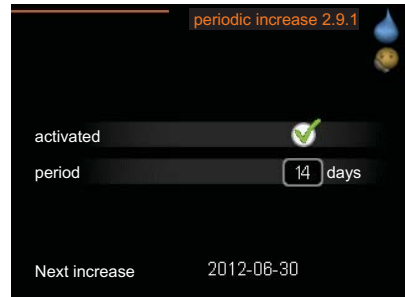 periodic increase 2.9.1
activated
period 14 days
Next increase 2012-06-30